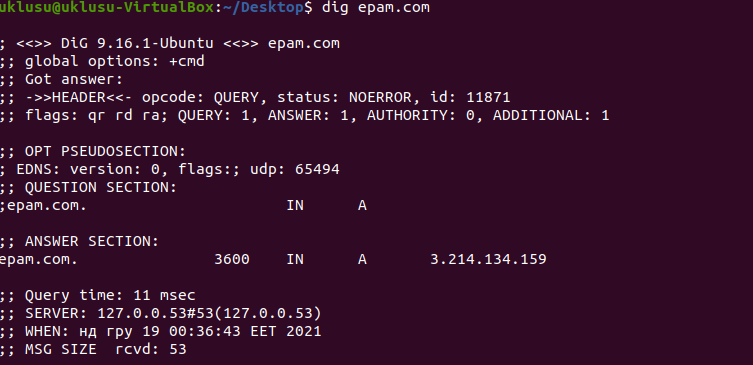 uklusu@uklusu-VirtualBox:~/Desktop$ dig epam.com
; <<>> DiG 9.16.1-Ubuntu <<>> epam.com
;; global options: +cmd
;; Got answer:
;; ->>HEADER<<- opcode: QUERY, status: NOERROR, id: 11871
;; flags: qr rd ra; QUERY: 1, ANSWER: 1, AUTHORITY: 0, ADDITIONAL: 1
;; OPT PSEUDOSECTION:
; EDNS: version: 0, flags:; udp: 65494
;; QUESTION SECTION:
;epam.com. IN A
;; ANSWER SECTION:
epam.com. 3600 IN A 3.214.134.159
;; Query time: 11 msec
;; SERVER: 127.0.0.53#53(127.0.0.53)
;; WHEN: нд гру 19 00:36:43 EET 2021
;; MSG SIZE rcvd: 53